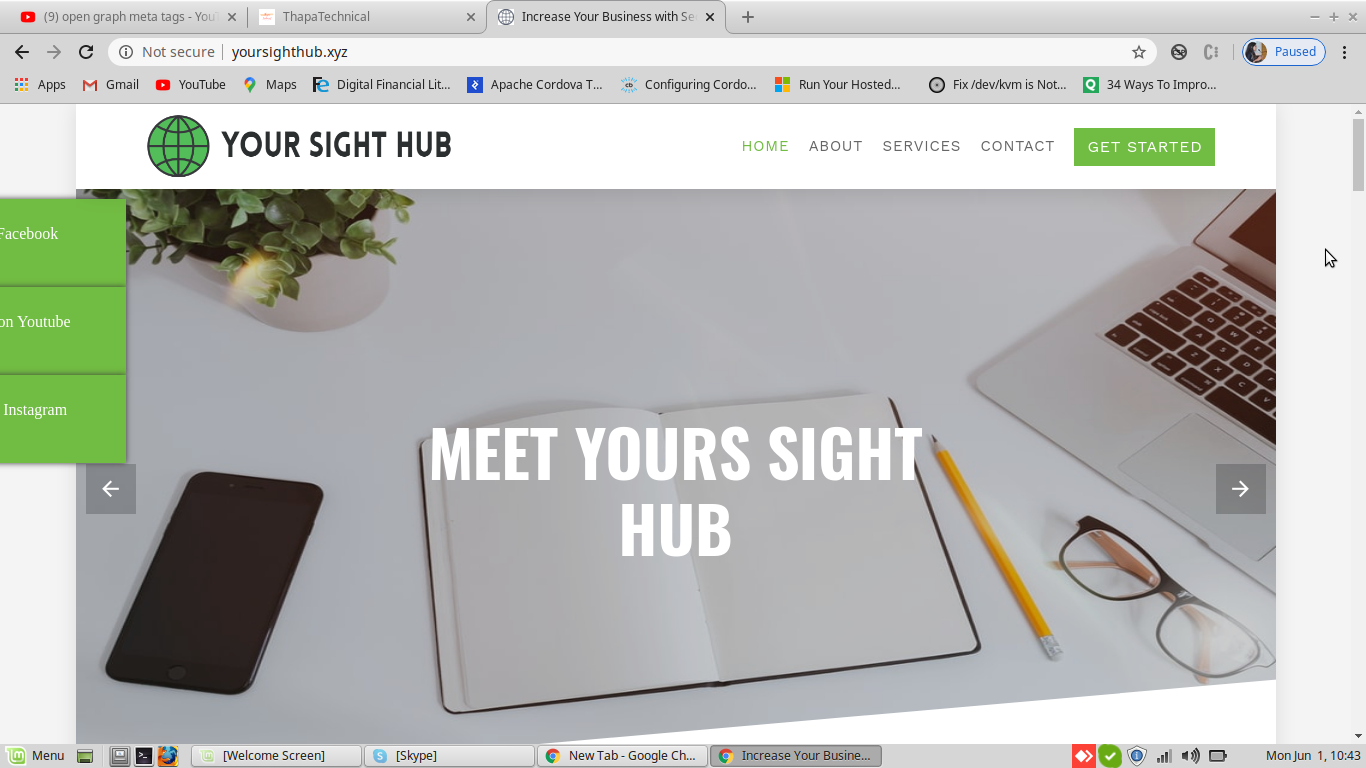 (9) open graph meta tags - YouT
ThapaTechnical
Increase Your Business with Se
Not secure
yoursighthub.xyz
Paused
Apps
Gmail
YouTube
Maps
Digital Financial Lit...
Apache Cordova T...
Configuring Cordo...
Run Your Hosted...
Fix /dev/kvm is Not...
34 Ways To Impro...
YOUR SIGHT HUB
HOME
ABOUT
SERVICES
CONTACT
GET STARTED
Facebook
on Youtube
Instagram
MEET YOURS SIGHT
HUB
Menu
[Welcome Screen]
[Skype]
New Tab - Google Ch...
Increase Your Busine...
Mon Jun 1, 10:43